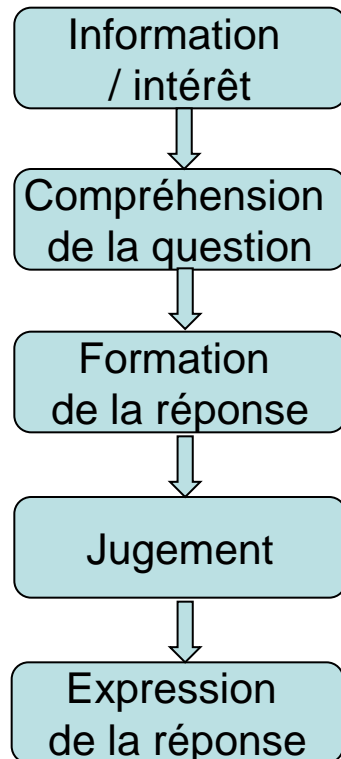 Information
/ intérêt
Compréhension
de la question
Formation
de la réponse
Jugement
Expression
de la réponse